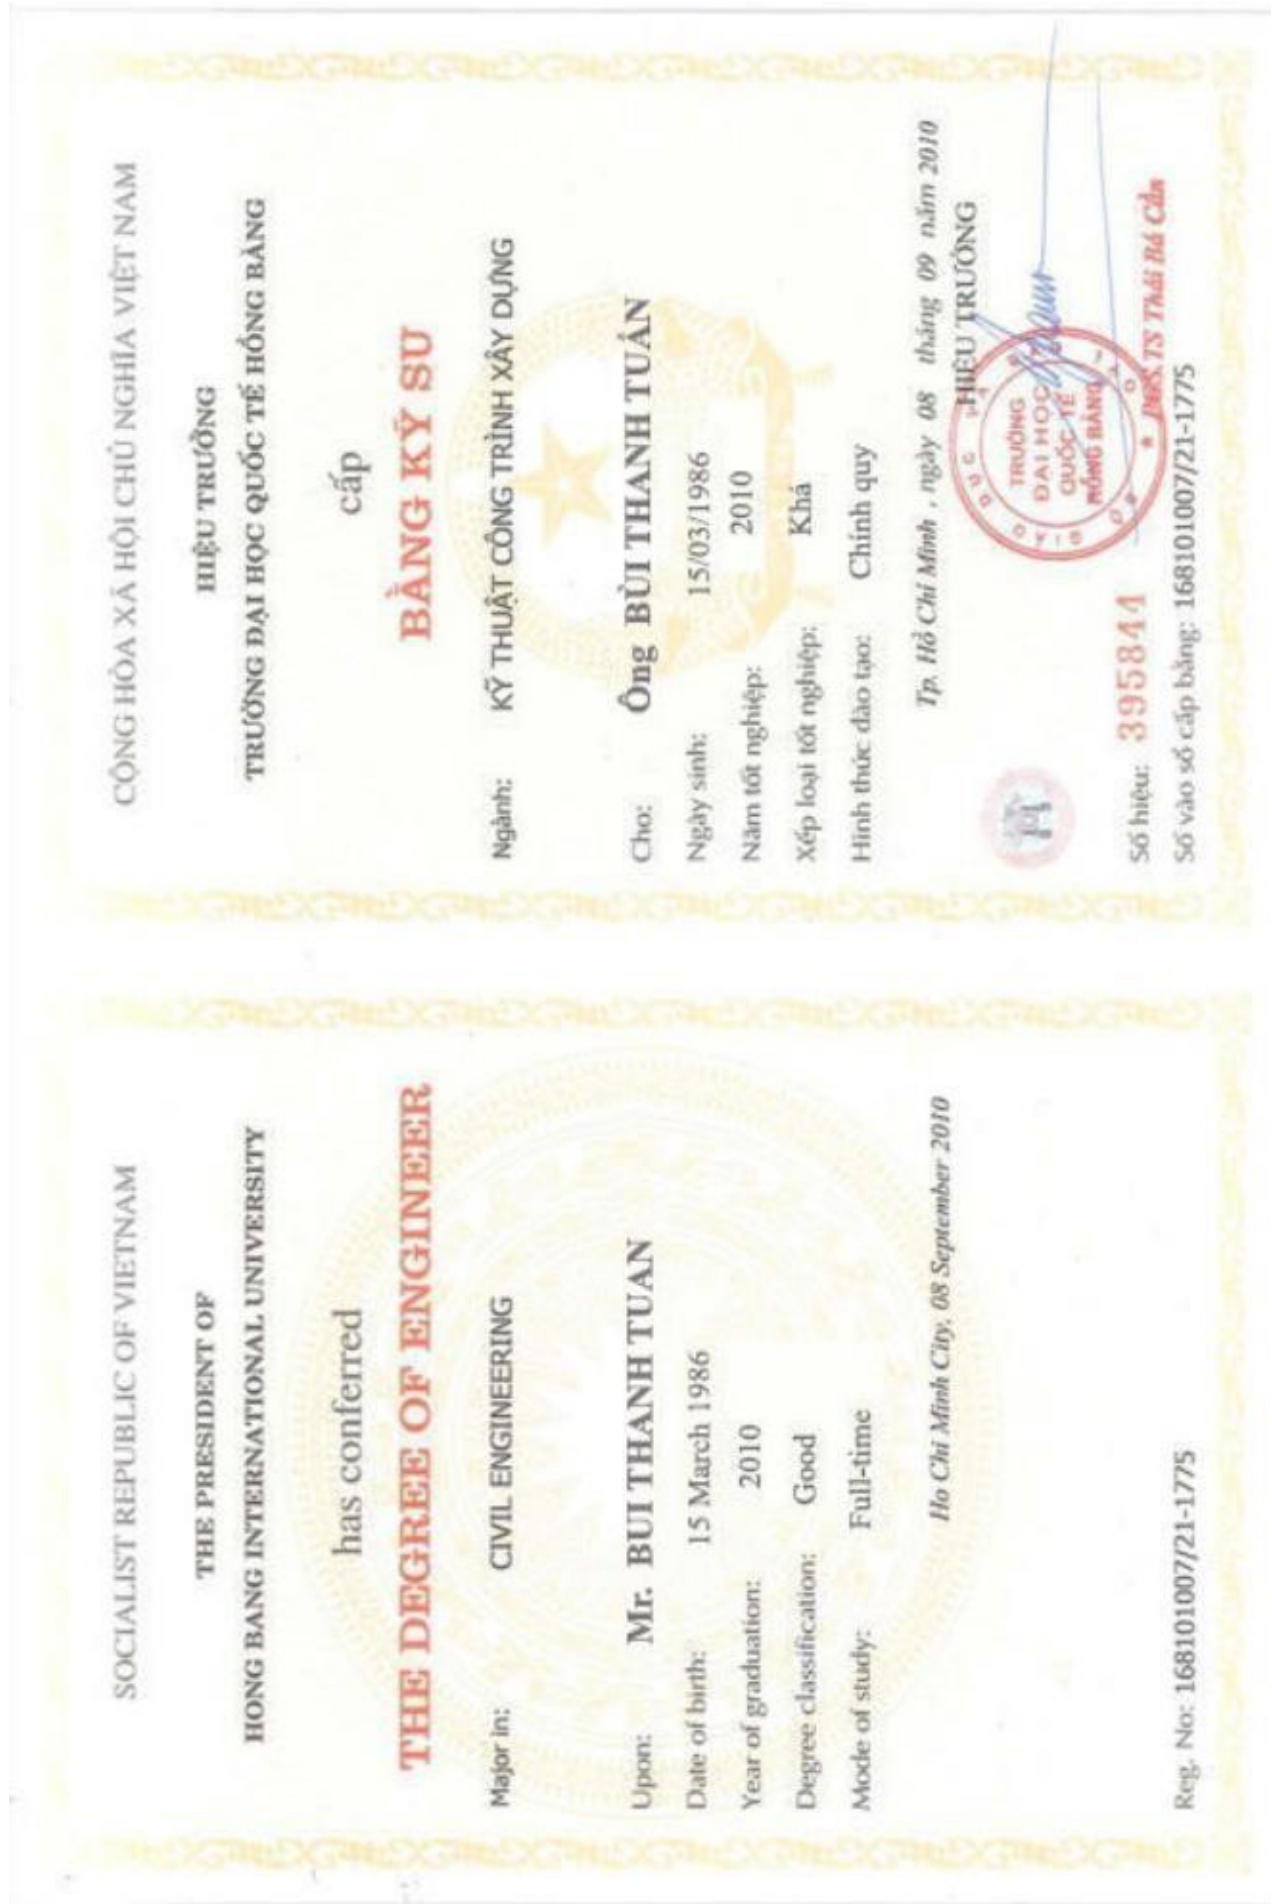 SOCIALIST REPUBLIC OF VIETNAM
THE PRESIDENT OF
HONG BANG INTERNATIONAL UNIVERSITY
has conferred
THE DEGREE OF ENGINEER
Major in: CIVIL ENGINEERING
Upon: Mr. BUI THANH TUAN
Date of birth: 15 March 1986
Year of graduation: 2010
Degree classification: Good
Mode of study: Full-time
Ho Chi Minh City, 08 September 2010
Reg. No: 168101007/21-1775
CỘNG HÒA XÃ HỘI CHỦ NGHĨA VIỆT NAM
HIỆU TRƯỞNG
TRƯỜNG ĐẠI HỌC QUỐC TẾ HỒNG BÀNG
cấp
BẰNG KỸ SƯ
Ngành: KỸ THUẬT CÔNG TRÌNH XÂY DỰNG
Cho: Ông BÙI THANH TUẤN
Ngày sinh: 15/03/1986
Năm tốt nghiệp: 2010
Xếp loại tốt nghiệp: Khá
Hình thức đào tạo: Chính quy
Tp. Hồ Chí Minh , ngày 08 tháng 09 năm 2010
HIỆU TRƯỞNG
TRƯỜNG
ĐẠI HỌC
QUỐC TẾ
HỒNG BÀNG
PGS.TS Thái Bá Cần
Số hiệu: 395844
Số vào sổ cấp bằng: 168101007/21-1775